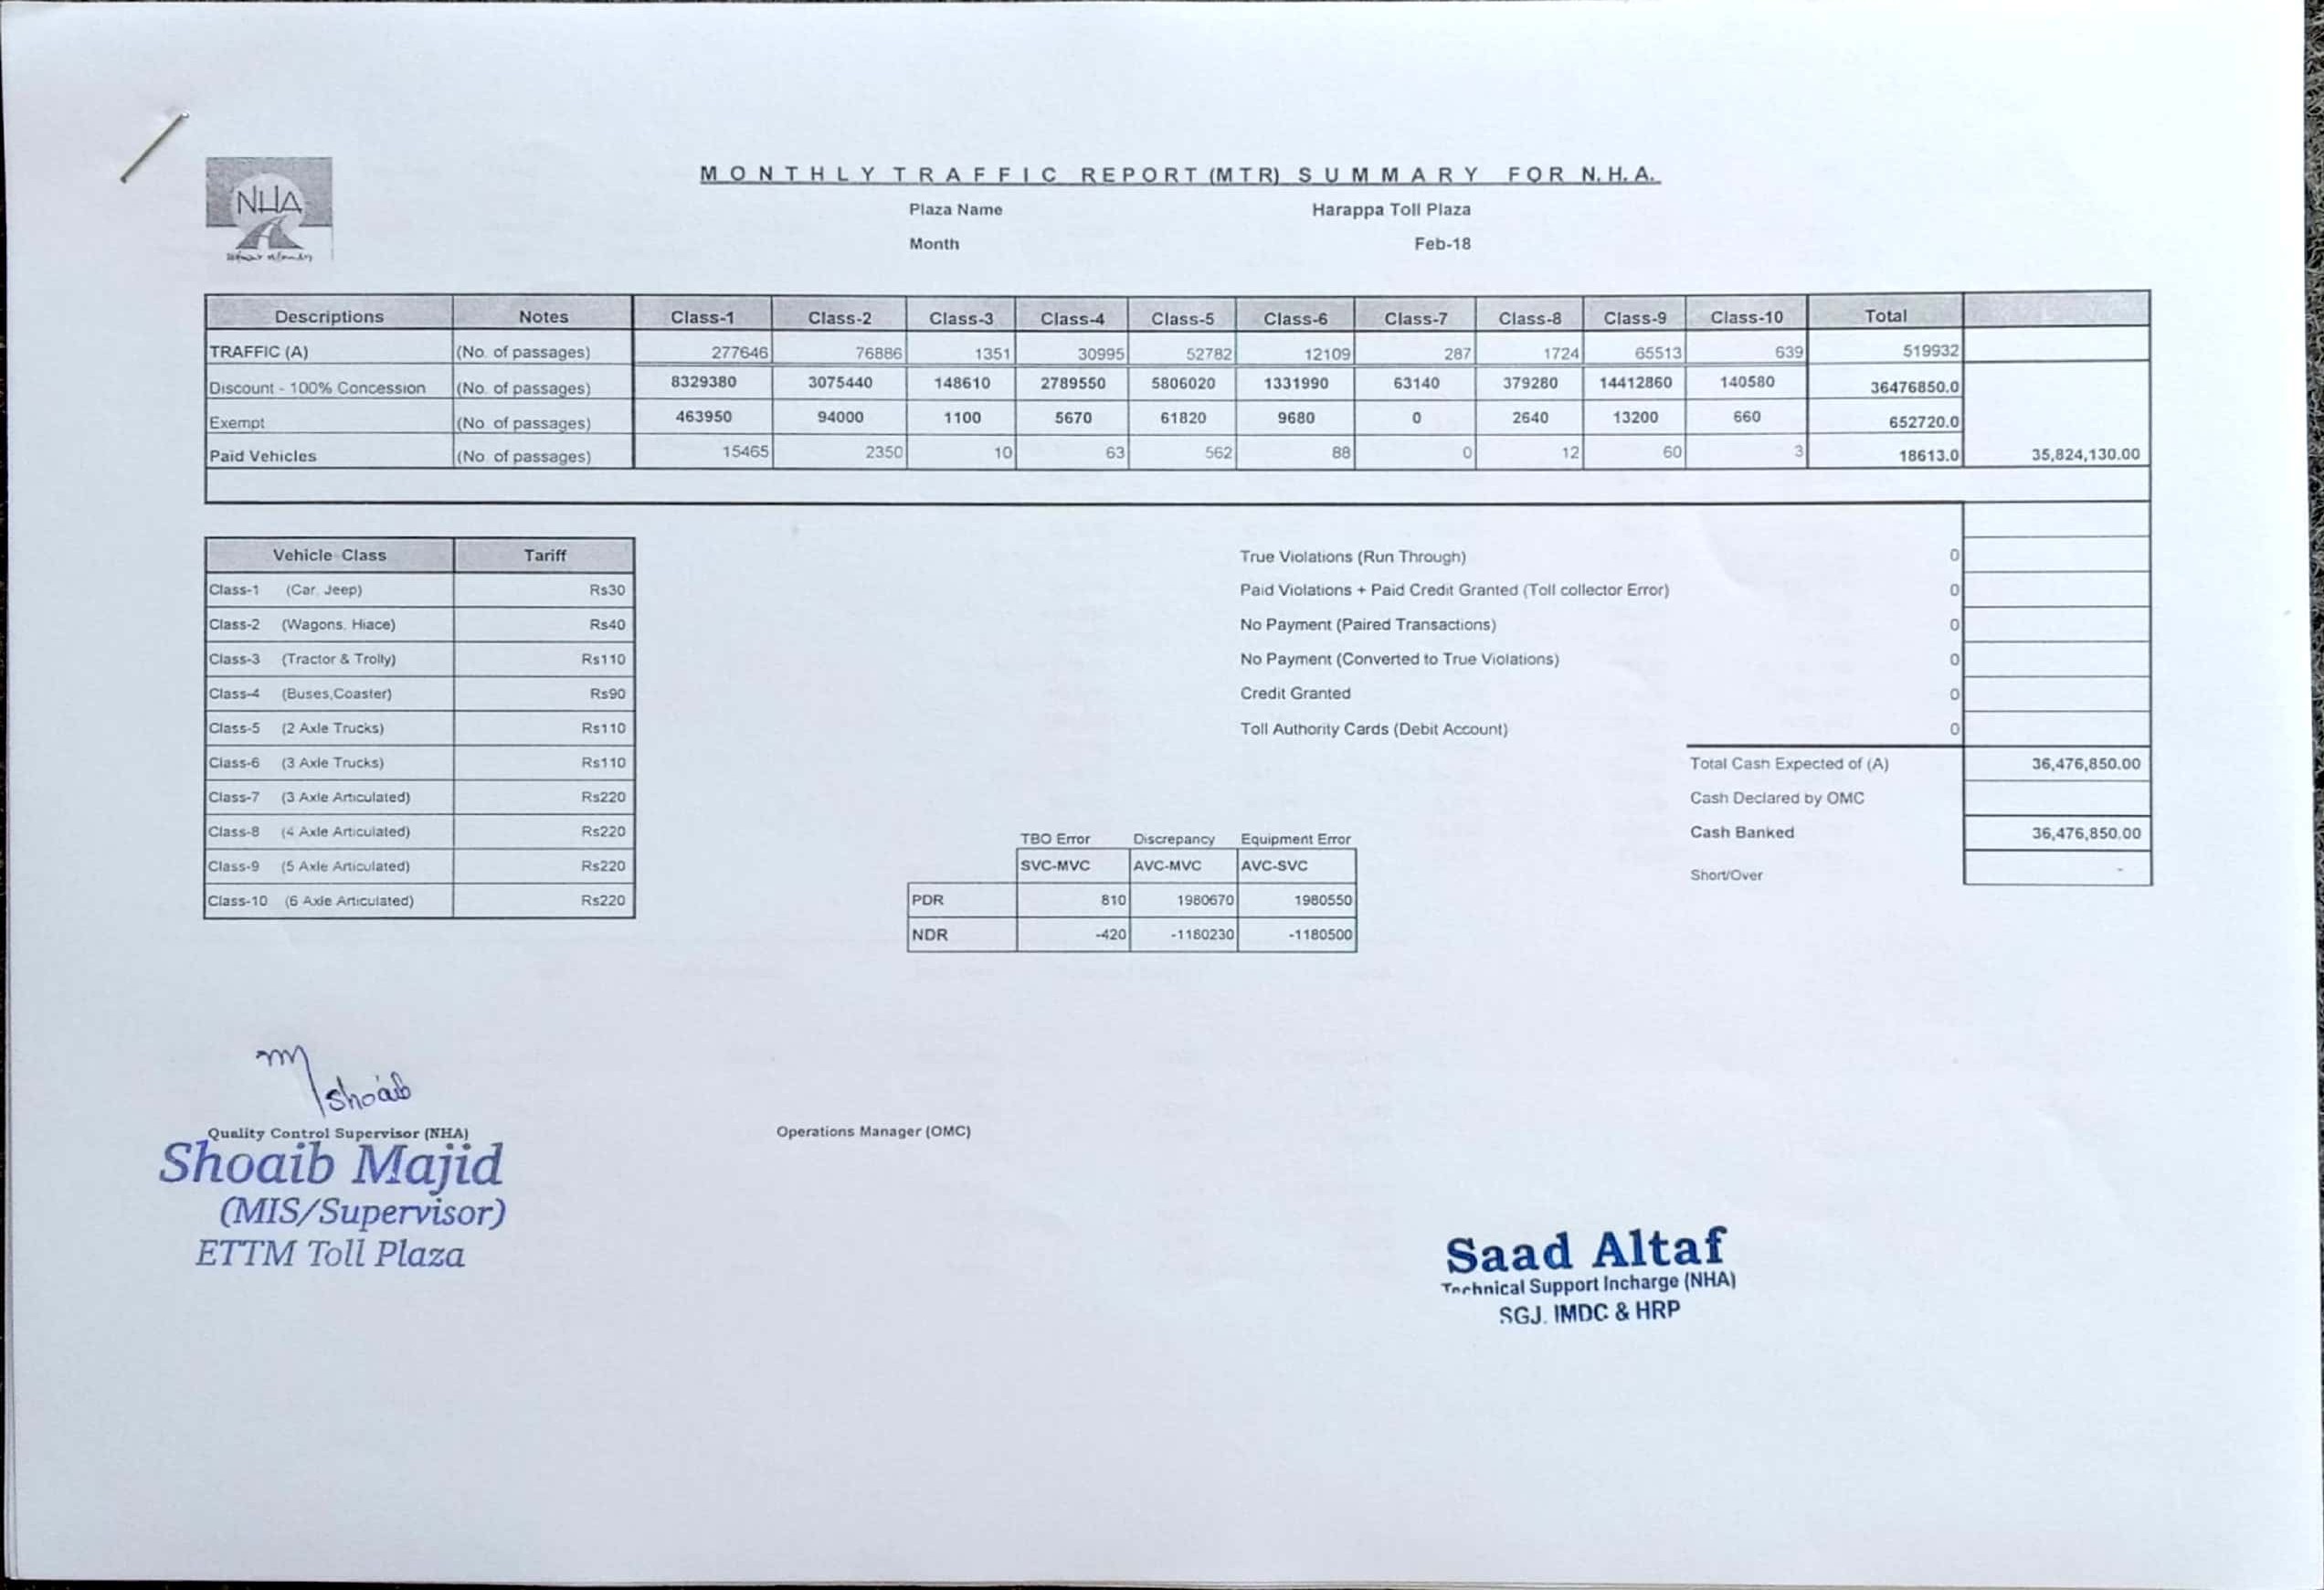 NHA
MONTHLY TRAFFIC REPORT (MTR) SUMMARY FOR N.H.A.
Plaza Name Harappa Toll Plaza
Month Feb-18
Descriptions Notes Class-1 Class-2 Class-3 Class-4 Class-5 Class-6 Class-7 Class-8 Class-9 Class-10 Total
TRAFFIC (A) (No. of passages) 277646 76886 1351 30995 52782 12109 287 1724 65513 639 519932
Discount - 100% Concession (No. of passages) 8329380 3075440 148610 2789550 5806020 1331990 63140 379280 14412860 140580 36476850.0
Exempt (No. of passages) 463950 94000 1100 5670 61820 9680 0 2640 13200 660 652720.0
Paid Vehicles (No. of passages) 15465 2350 10 63 562 88 0 12 60 3 18613.0 35,824,130.00
Vehicle Class Tariff
Class-1 (Car, Jeep) Rs30
Class-2 (Wagons, Hiace) Rs40
Class-3 (Tractor & Trolly) Rs110
Class-4 (Buses,Coaster) Rs90
Class-5 (2 Axle Trucks) Rs110
Class-6 (3 Axle Trucks) Rs110
Class-7 (3 Axle Articulated) Rs220
Class-8 (4 Axle Articulated) Rs220
Class-9 (5 Axle Articulated) Rs220
Class-10 (6 Axle Articulated) Rs220
True Violations (Run Through) 0
Paid Violations + Paid Credit Granted (Toll collector Error) 0
No Payment (Paired Transactions) 0
No Payment (Converted to True Violations) 0
Credit Granted 0
Toll Authority Cards (Debit Account) 0
Total Cash Expected of (A) 36,476,850.00
Cash Declared by OMC
Cash Banked 36,476,850.00
Short/Over -
TBO Error Discrepancy Equipment Error
SVC-MVC AVC-MVC AVC-SVC
PDR 810 1980670 1980550
NDR -420 -1180230 -1180500
M Shoaib
Quality Control Supervisor (NHA)
Shoaib Majid
(MIS/Supervisor)
ETTM Toll Plaza
Operations Manager (OMC)
Saad Altaf
Technical Support Incharge (NHA)
SGJ. IMDC & HRP